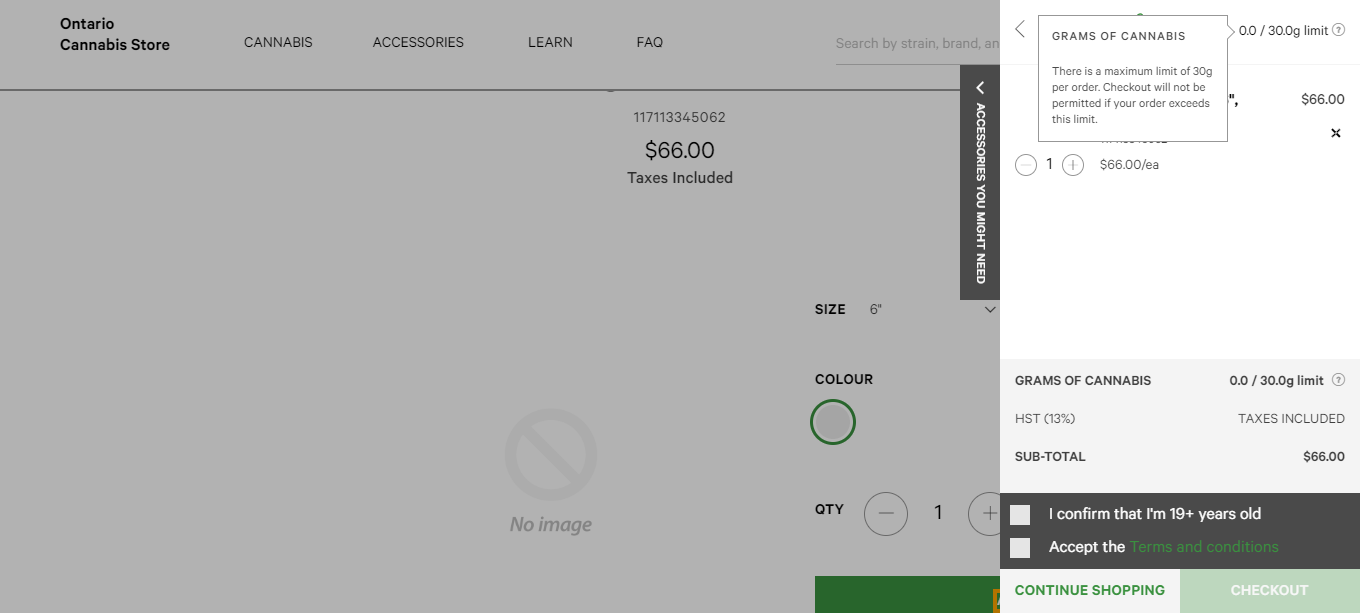 Ontario
Cannabis Store
CANNABIS
ACCESSORIES
LEARN
FAQ
Search by strain, brand, an
117113345062
$66.00
Taxes Included
SIZE 6"
COLOUR
No image
QTY 1
ACCESSORIES YOU MIGHT NEED
0.0 / 30.0g limit ?
GRAMS OF CANNABIS
There is a maximum limit of 30g
per order. Checkout will not be
permitted if your order exceeds
this limit.
", $66.00
1 $66.00/ea
GRAMS OF CANNABIS 0.0 / 30.0g limit ?
HST (13%) TAXES INCLUDED
SUB-TOTAL $66.00
I confirm that I'm 19+ years old
Accept the Terms and conditions
CONTINUE SHOPPING
CHECKOUT